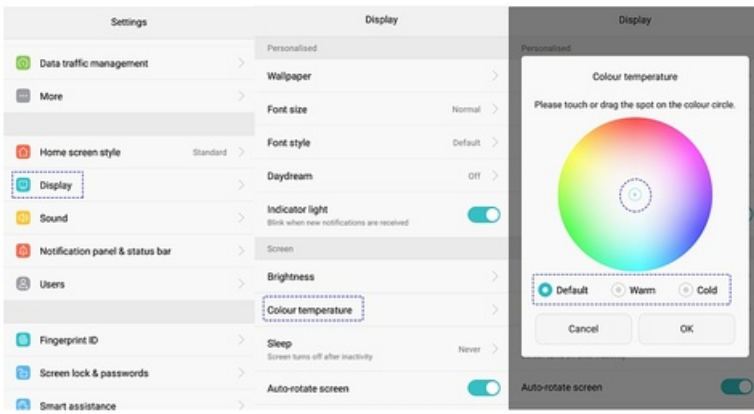 Settings
Data traffic management
More
Home screen style Standard
Display
Sound
Notification panel & status bar
Users
Fingerprint ID
Screen lock & passwords
Smart assistance
Display
Personalised
Wallpaper
Font size Normal
Font style Default
Daydream Off
Indicator light
Blink when new notifications are received
Screen
Brightness
Colour temperature
Sleep
Screen turns off after inactivity
Never
Auto-rotate screen
Display
Personalised
Colour temperature
Please touch or drag the spot on the colour circle.
Default Warm Cold
Cancel OK
Auto-rotate screen